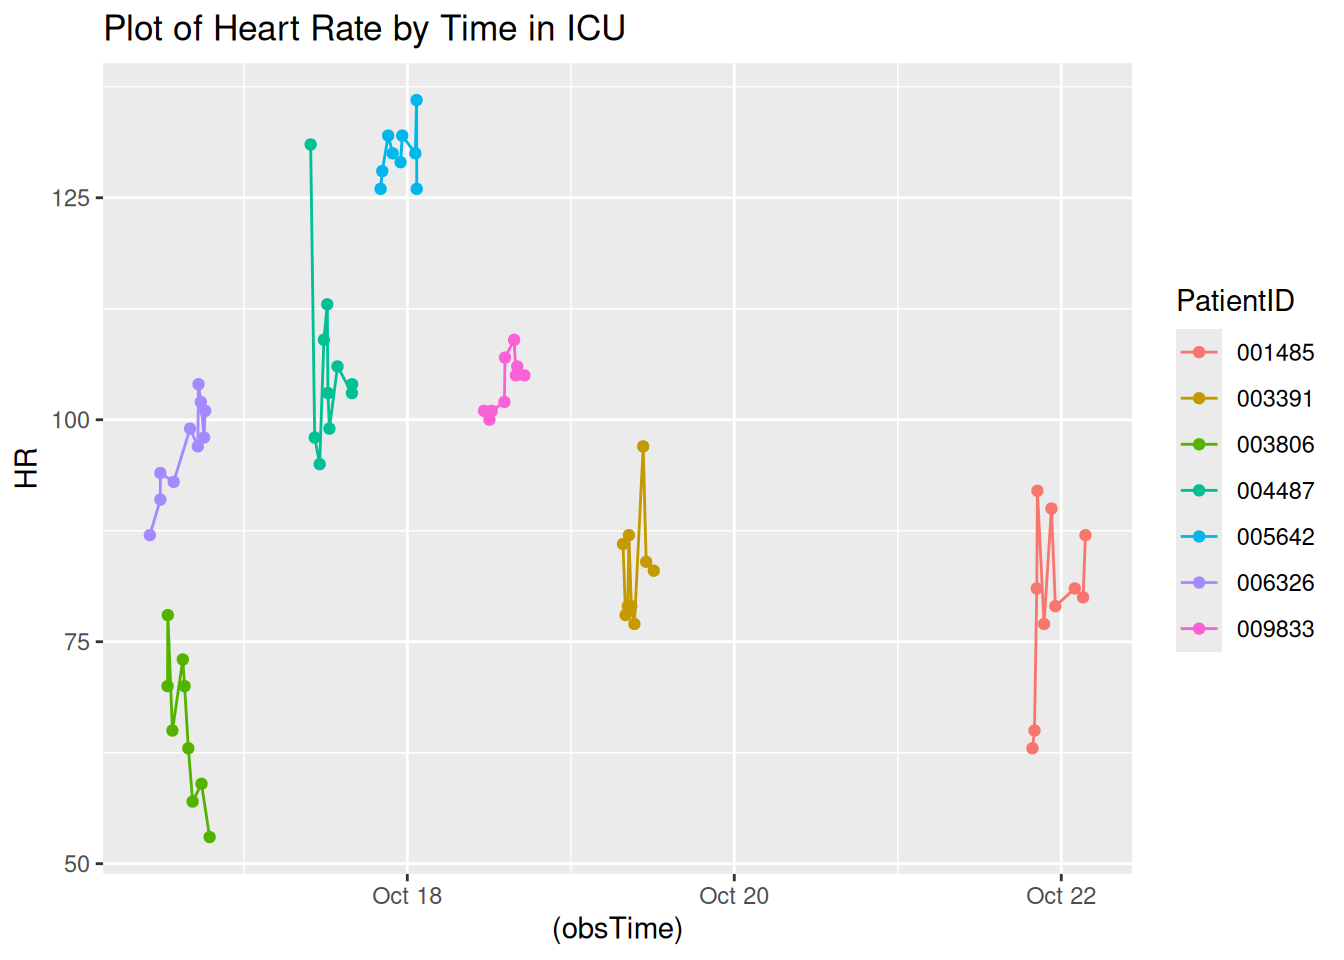 Plot of Heart Rate by Time in ICU
125
100
75
50
HR
Oct 18
Oct 20
Oct 22
(obsTime)
PatientID
001485
003391
003806
004487
005642
006326
009833